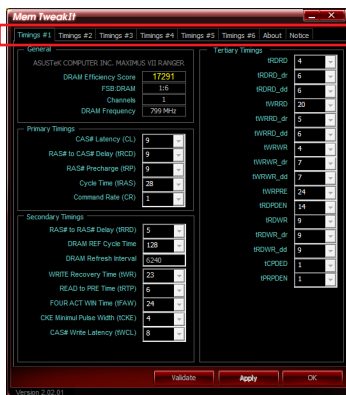 Mem TweakIt
Timings #1 Timings #2 Timings #3 Timings #4 Timings #5 Timings #6 About Notice
General
ASUSTeK COMPUTER INC. MAXIMUS VII RANGER
DRAM Efficiency Score 17291
FSB:DRAM 1:6
Channels 1
DRAM Frequency 799 MHz
Primary Timings
CAS# Latency (CL) 9
RAS# to CAS# Delay (tRCD) 9
RAS# Precharge (tRP) 9
Cycle Time (tRAS) 28
Command Rate (CR) 1
Secondary Timings
RAS# to RAS# Delay (tRRD) 5
DRAM REF Cycle Time 128
DRAM Refresh Interval 6240
WRITE Recovery Time (tWR) 23
READ to PRE Time (tRTP) 6
FOUR ACT WIN Time (tFAW) 24
CKE Minimul Pulse Width (tCKE) 4
CAS# Write Latency (tWCL) 8
Tertiary Timings
tRDRD 4
tRDRD_dr 6
tRDRD_dd 6
tWRRD 20
tWRRD_dr 5
tWRRD_dd 6
tWRWR 4
tWRWR_dr 7
tWRWR_dd 7
tWRPRE 24
tRDPDEN 14
tRDWR 9
tRDWR_dr 9
tRDWR_dd 9
tCPDED 1
tPRPDEN 1
Validate Apply OK
Version 2.02.01